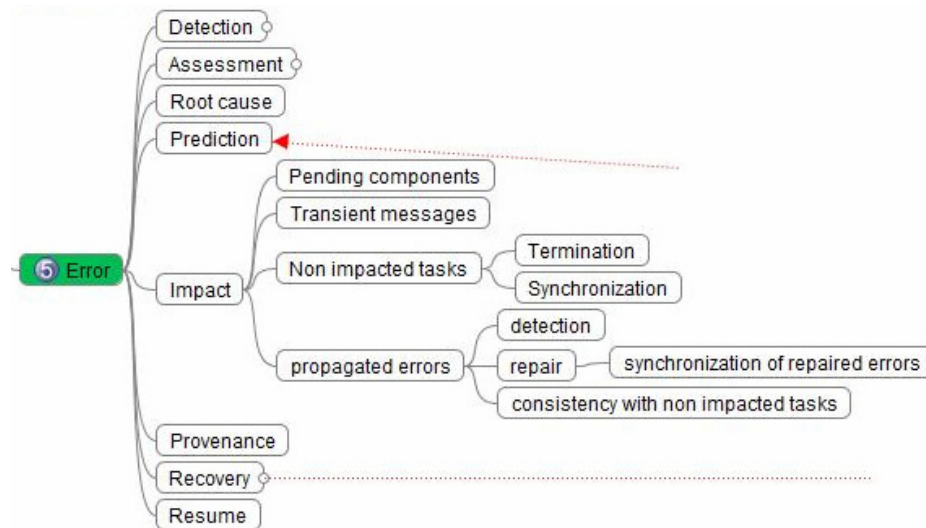 Detection
Assessment
Root cause
Prediction
Pending components
Transient messages
Termination
5 Error
Non impacted tasks
Impact
Synchronization
detection
propagated errors
repair
synchronization of repaired errors
consistency with non impacted tasks
Provenance
Recovery
Resume